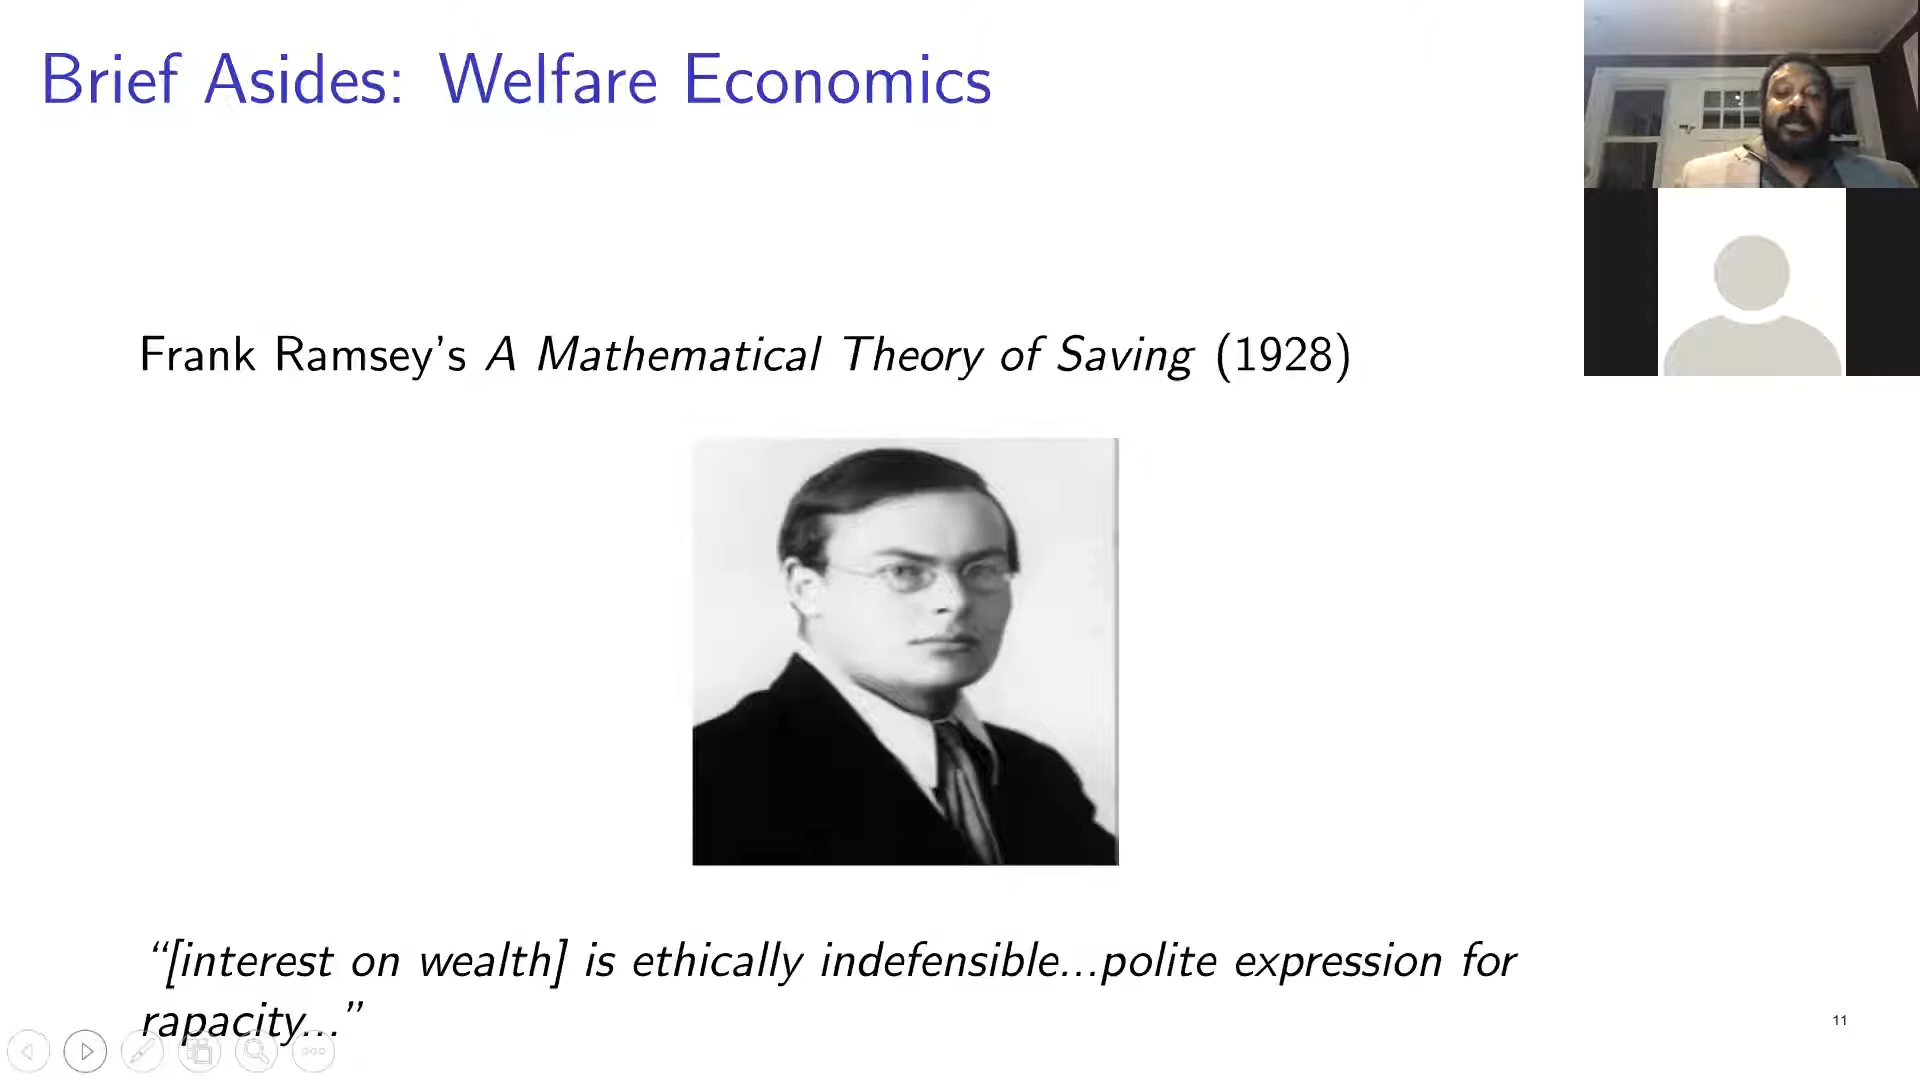 Brief Asides: Welfare Economics
Frank Ramsey's A Mathematical Theory of Saving (1928)
“[interest on wealth] is ethically indefensible...polite expression for
rapacity...”
11